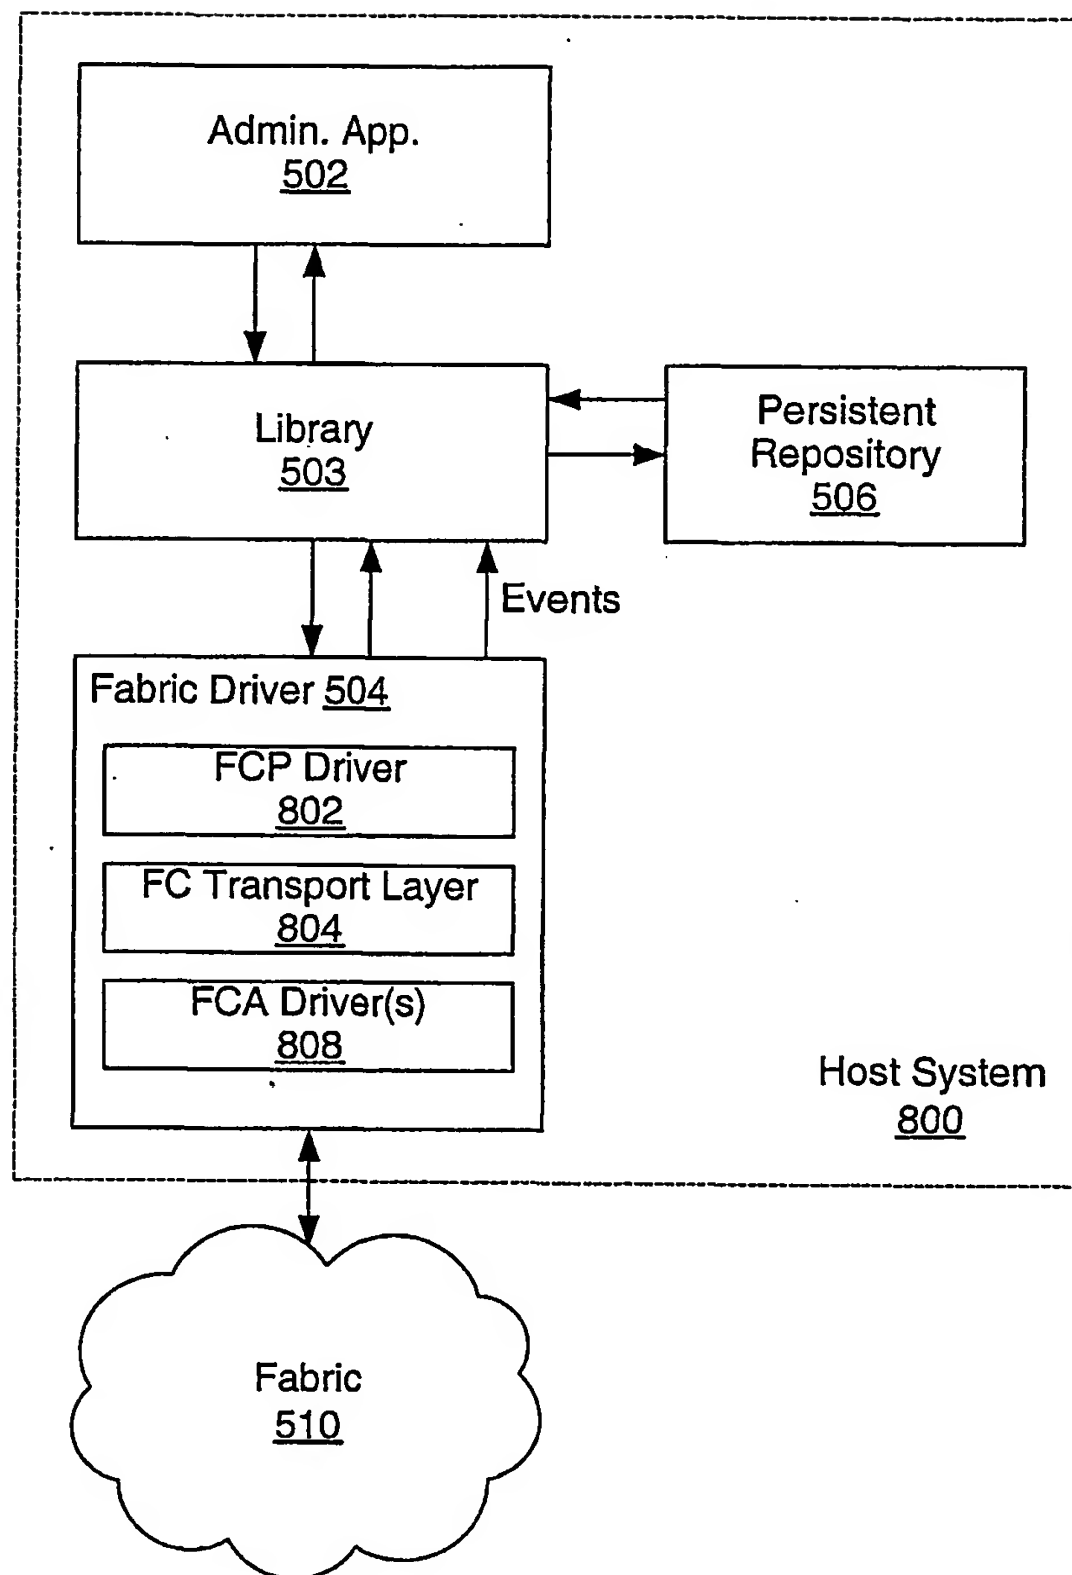 Admin. App.
502
Library
503
Persistent
Repository
506
Events
Fabric Driver 504
FCP Driver
802
FC Transport Layer
804
FCA Driver(s)
808
Host System
800
Fabric
510